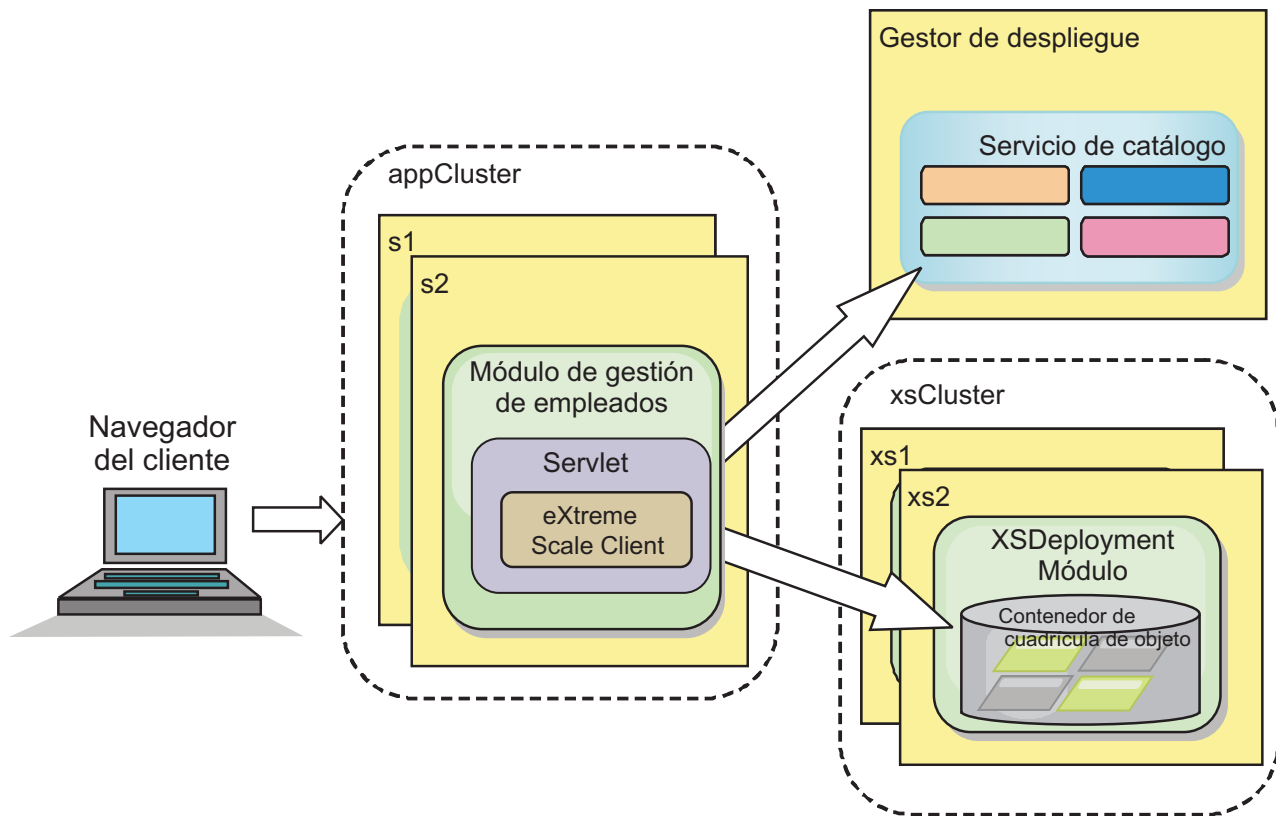 Gestor de despliegue
Servicio de catálogo
appCluster
s1
s2
Módulo de gestión
de empleados
Servlet
eXtreme
Scale Client
Navegador
del cliente
xsCluster
xs1
xs2
XSDeployment
Módulo
Contenedor de
cuadrícula de objeto